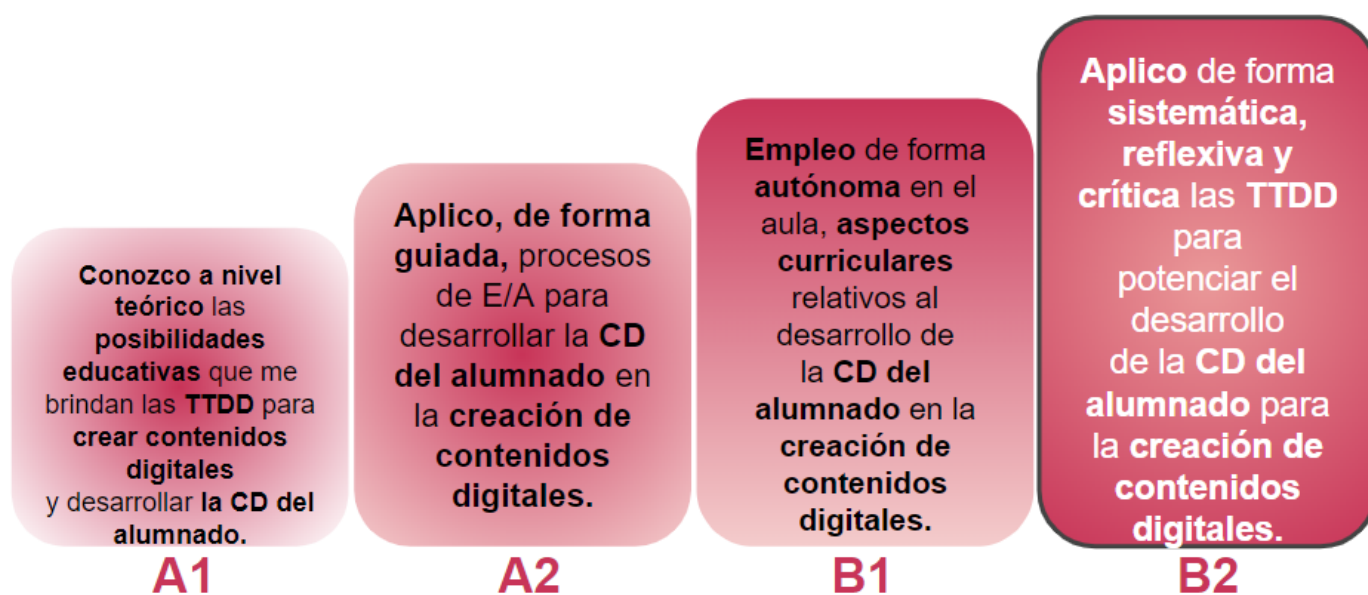 Conozco a nivel
teórico las
posibilidades
educativas que me
brindan las TTDD para
crear contenidos
digitales
y desarrollar la CD del
alumnado.
A1
Aplico, de forma
guiada, procesos
de E/A para
desarrollar la CD
del alumnado en
la creación de
contenidos
digitales.
A2
Empleo de forma
autónoma en el
aula, aspectos
curriculares
relativos al
desarrollo de
la CD del
alumnado en la
creación de
contenidos
digitales.
B1
Aplico de forma
sistemática,
reflexiva y
crítica las TTDD
para
potenciar el
desarrollo
de la CD del
alumnado para
la creación de
contenidos
digitales.
B2